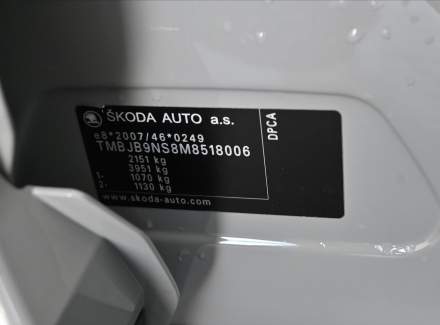 ŠKODA AUTO a.s.
e8*2007/46*0249
TMBJB9NS8M8518006
2151 kg
3951 kg
1- 1070 kg
2- 1130 kg
www.skoda-auto.com
DPCA